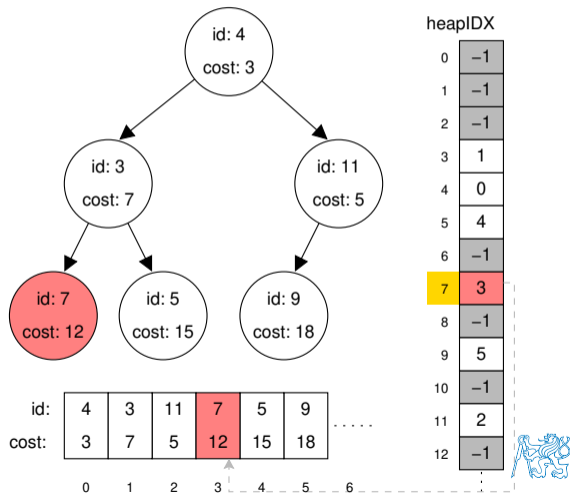 heapIDX
id: 4
cost: 3
id: 3
cost: 7
id: 11
cost: 5
id: 7
cost: 12
id: 5
cost: 15
id: 9
cost: 18
id: 4 3 11 7 5 9 .....
cost: 3 7 5 12 15 18
0 1 2 3 4 5 6
0 −1
1 −1
2 −1
3 1
4 0
5 4
6 −1
7 3
8 −1
9 5
10 −1
11 2
12 −1